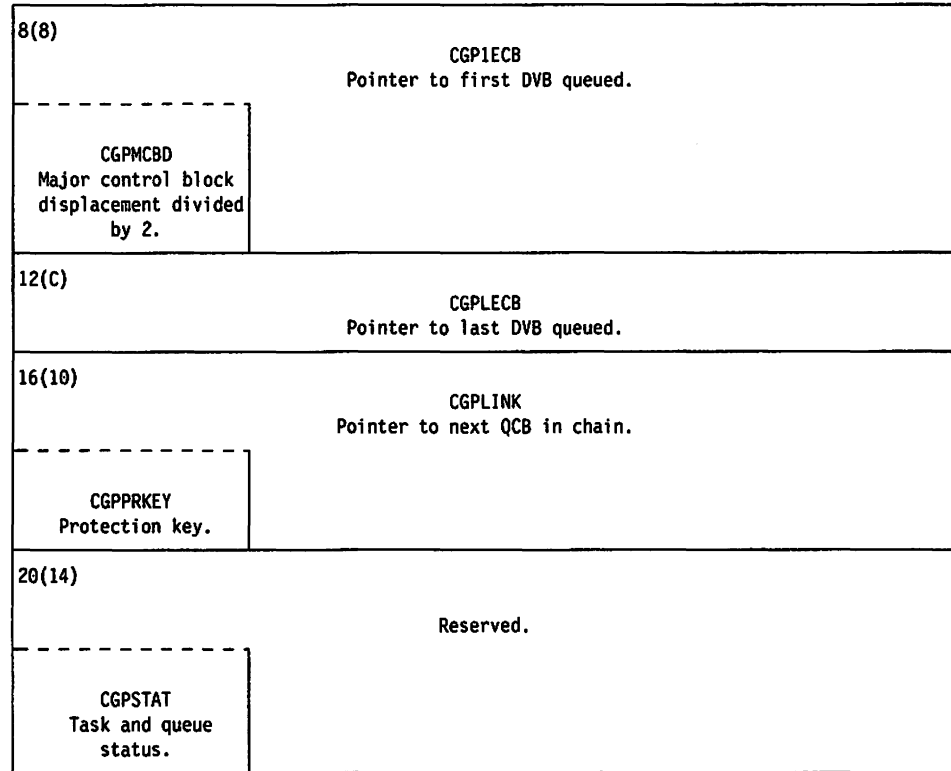 8(8)
CGP1ECB
Pointer to first DVB queued.
CGPMCBD
Major control block
displacement divided
by 2.
12(C)
CGPLECB
Pointer to last DVB queued.
16(10)
CGPLINK
Pointer to next QCB in chain.
CGPPRKEY
Protection key.
20(14)
Reserved.
CGPSTAT
Task and queue
status.